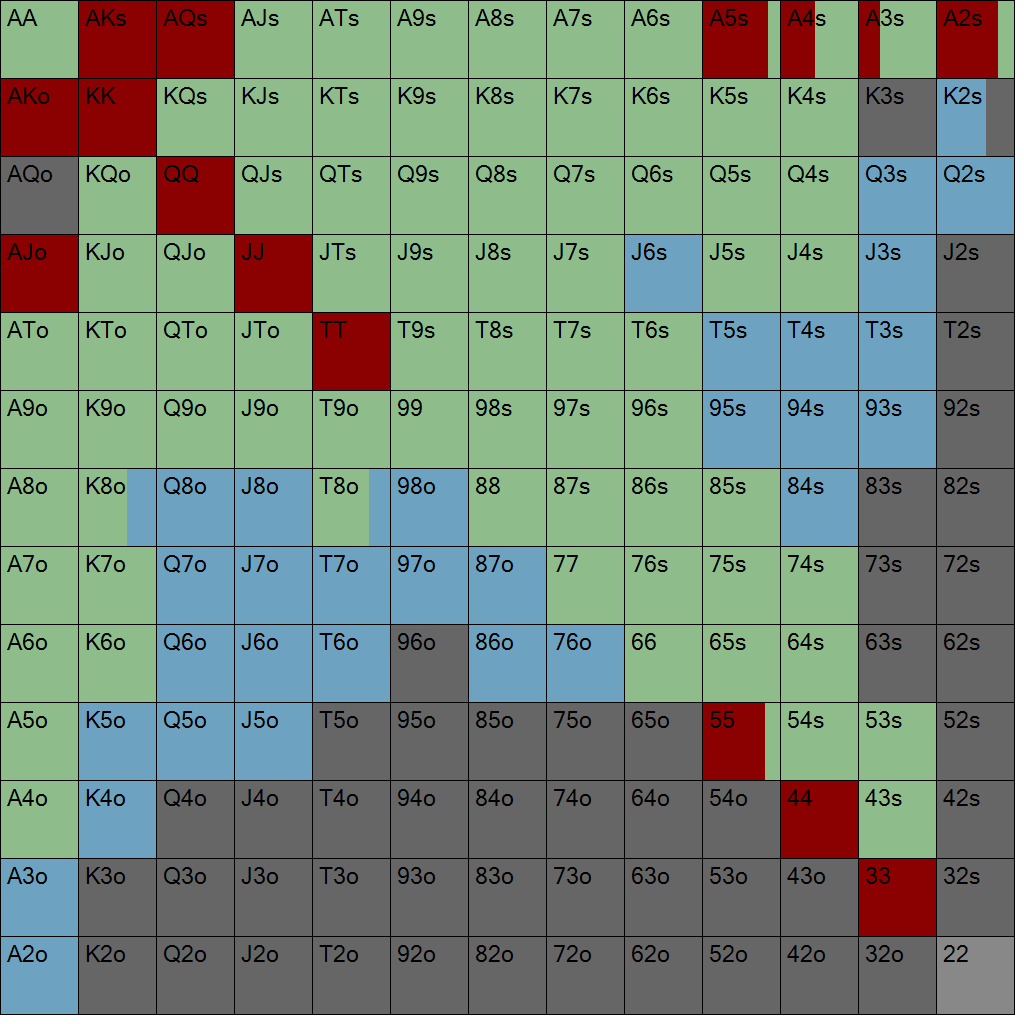 AA AKs AQs AJs ATs A9s A8s A7s A6s A5s A4s A3s A2s
AKo KK KQs KJs KTs K9s K8s K7s K6s K5s K4s K3s K2s
AQo KQo QQ QJs QTs Q9s Q8s Q7s Q6s Q5s Q4s Q3s Q2s
AJo KJo QJo JJ JTs J9s J8s J7s J6s J5s J4s J3s J2s
ATo KTo QTo JTo TT T9s T8s T7s T6s T5s T4s T3s T2s
A9o K9o Q9o J9o T9o 99 98s 97s 96s 95s 94s 93s 92s
A8o K8o Q8o J8o T8o 98o 88 87s 86s 85s 84s 83s 82s
A7o K7o Q7o J7o T7o 97o 87o 77 76s 75s 74s 73s 72s
A6o K6o Q6o J6o T6o 96o 86o 76o 66 65s 64s 63s 62s
A5o K5o Q5o J5o T5o 95o 85o 75o 65o 55 54s 53s 52s
A4o K4o Q4o J4o T4o 94o 84o 74o 64o 54o 44 43s 42s
A3o K3o Q3o J3o T3o 93o 83o 73o 63o 53o 43o 33 32s
A2o K2o Q2o J2o T2o 92o 82o 72o 62o 52o 42o 32o 22